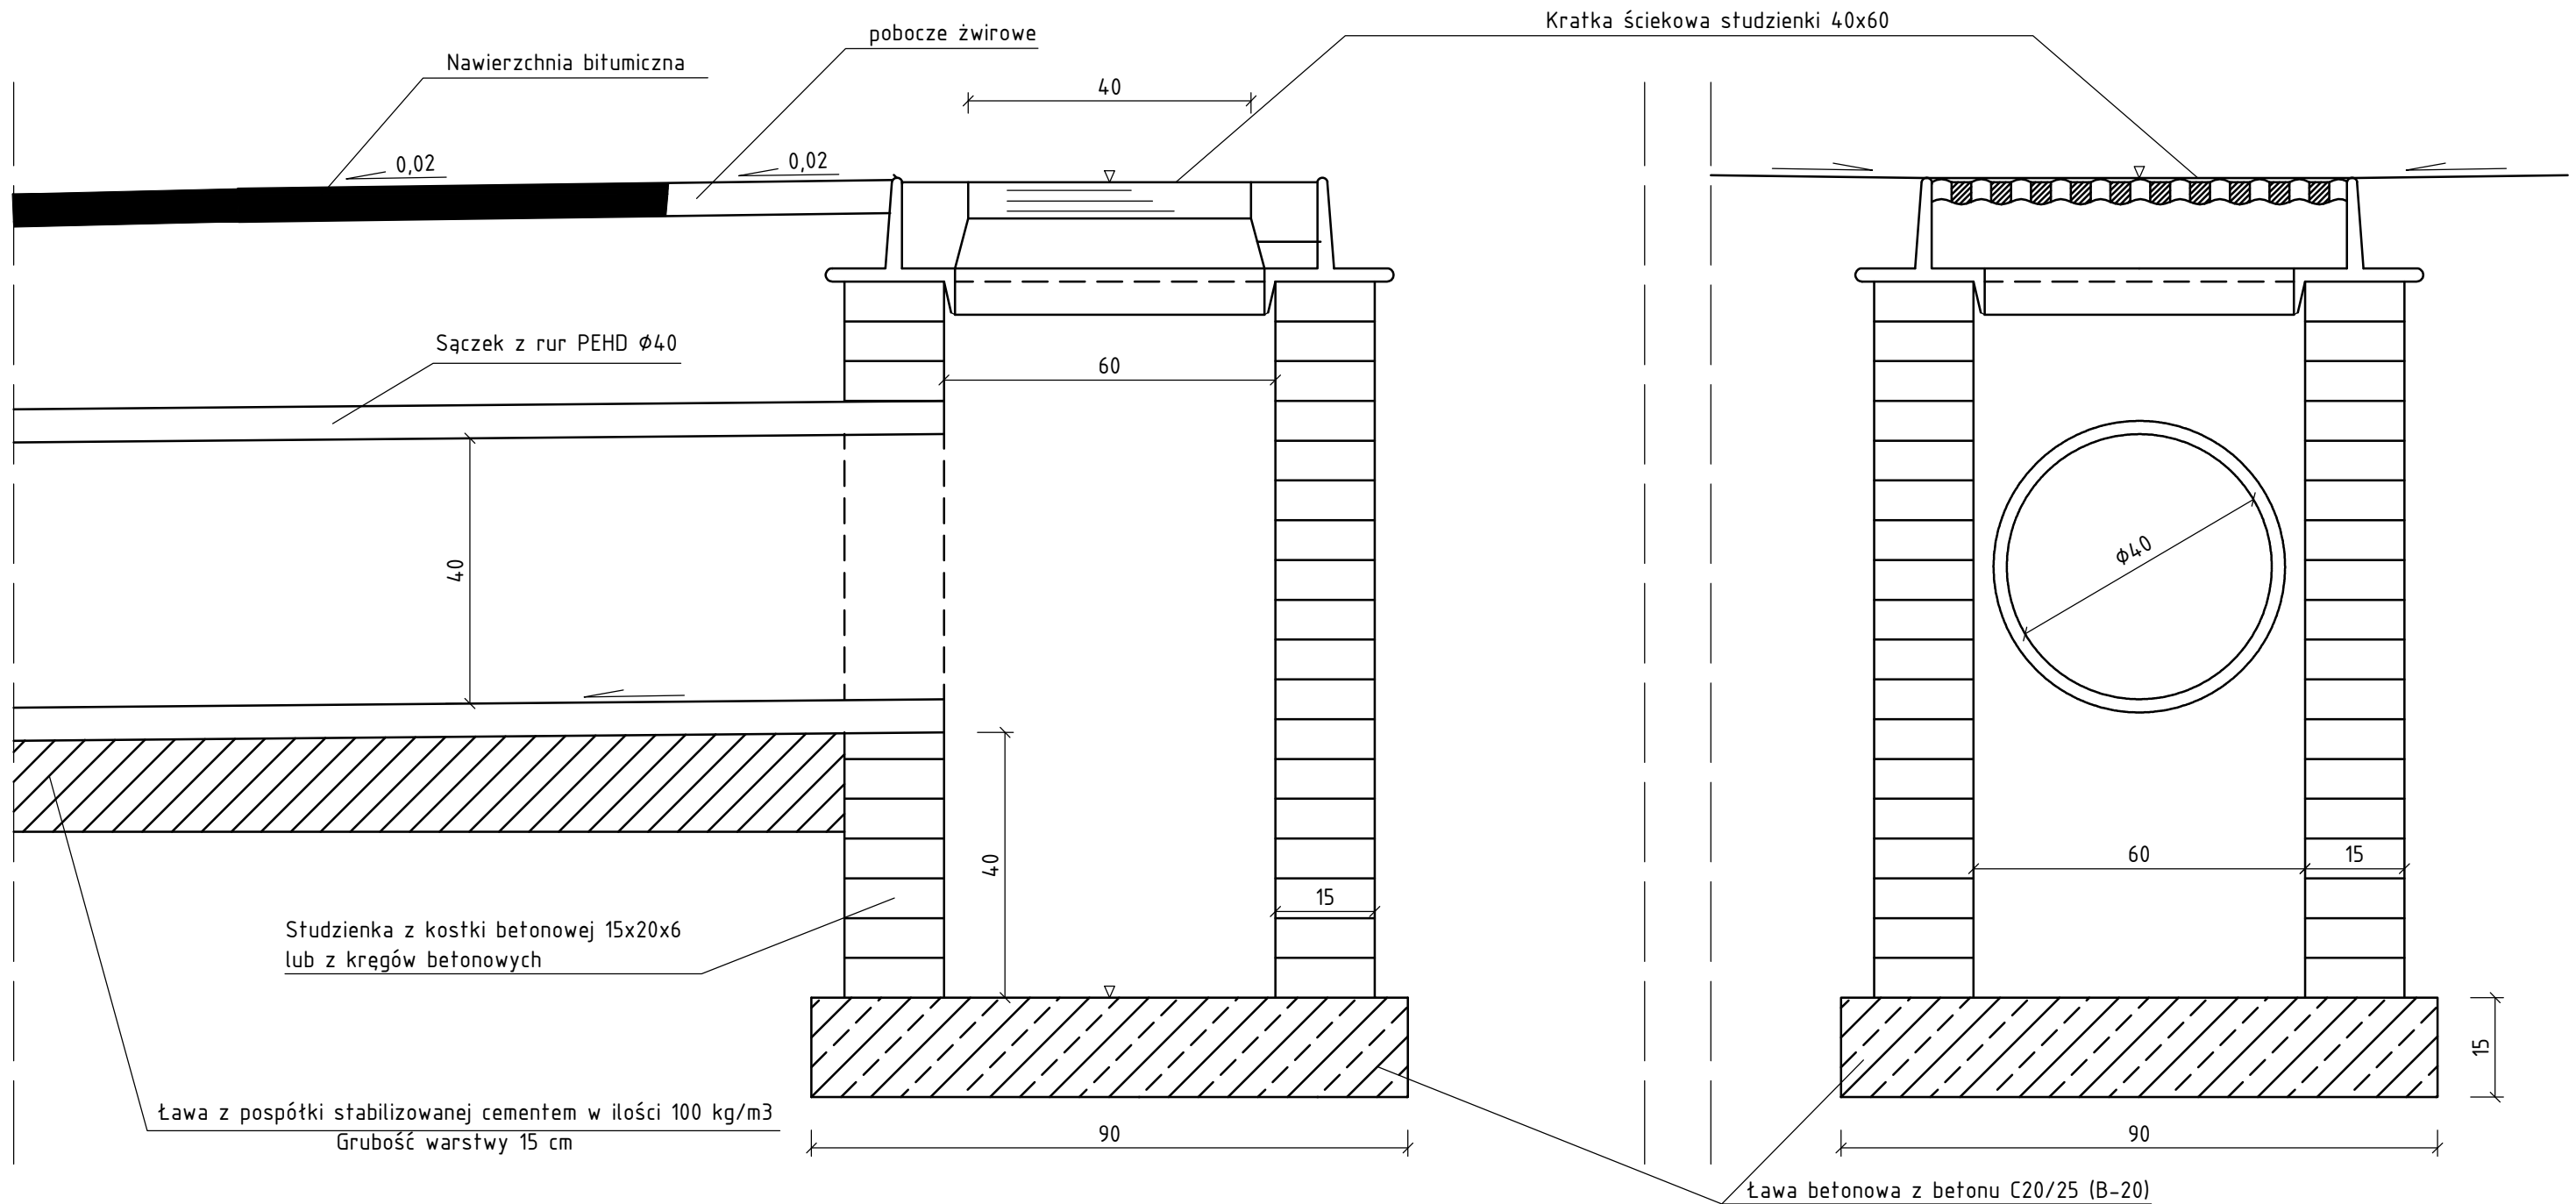 Kratka ściekowa studzienki 40x60
pobocze żwirowe
Nawierzchnia bitumiczna
40
0,02
0,02
Sączek z rur PEHD Ø40
60
40
Ø40
40
60
15
15
Studzienka z kostki betonowej 15x20x6
lub z kręgów betonowych
15
Ława z pospółki stabilizowanej cementem w ilości 100 kg/m3
Grubość warstwy 15 cm
90
90
Ława betonowa z betonu C20/25 (B-20)